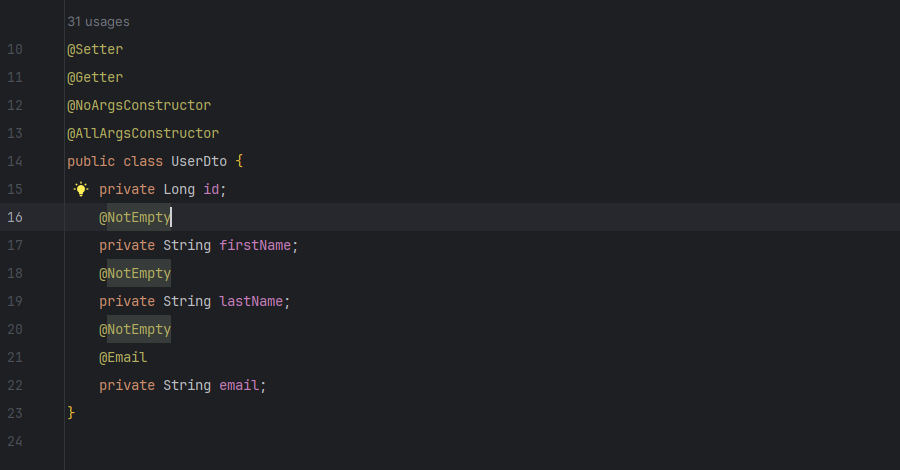 31 usages
10 @Setter
11 @Getter
12 @NoArgsConstructor
13 @AllArgsConstructor
14 public class UserDto {
15 private Long id;
16 @NotEmpty
17 private String firstName;
18 @NotEmpty
19 private String lastName;
20 @NotEmpty
21 @Email
22 private String email;
23 }
24